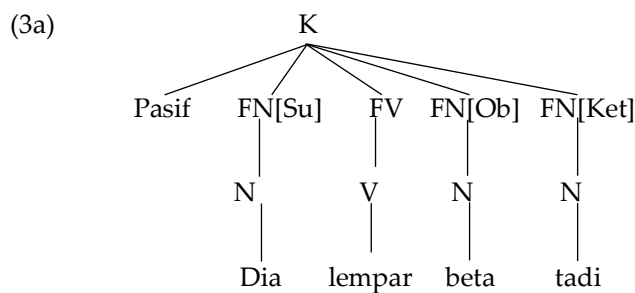 (3a) K
Pasif FN[Su] FV FN[Ob] FN[Ket]
N V N N
Dia lempar beta tadi